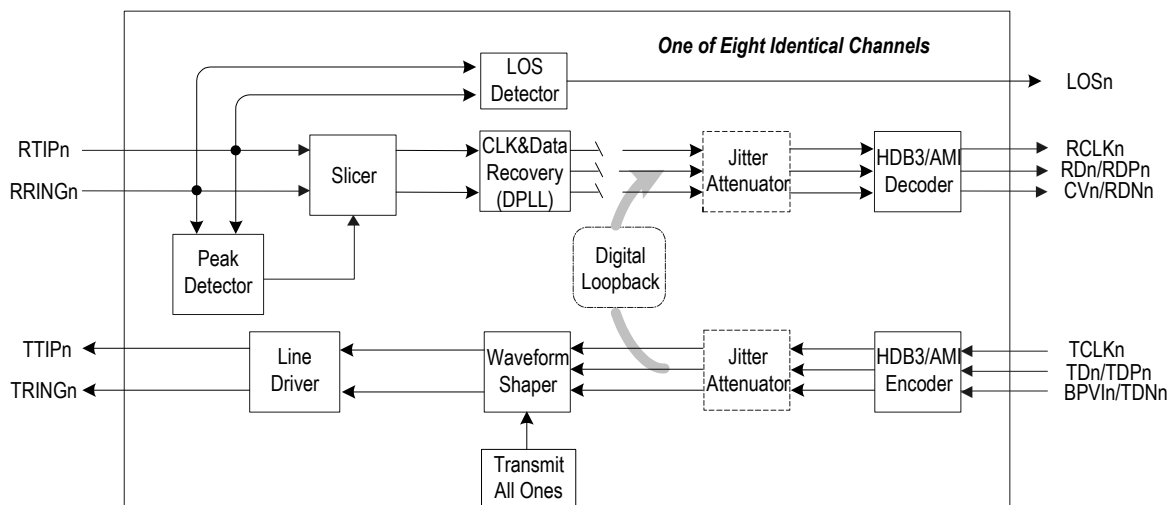 One of Eight Identical Channels
LOS
Detector
LOSn
RTIPn
RRINGn
Slicer
CLK&Data
Recovery
(DPLL)
Jitter
Attenuator
HDB3/AMI
Decoder
RCLKn
RDn/RDPn
CVn/RDNn
Peak
Detector
Digital
Loopback
TTIPn
TRINGn
Line
Driver
Waveform
Shaper
Jitter
Attenuator
HDB3/AMI
Encoder
TCLKn
TDn/TDPn
BPVIn/TDNn
Transmit
All Ones